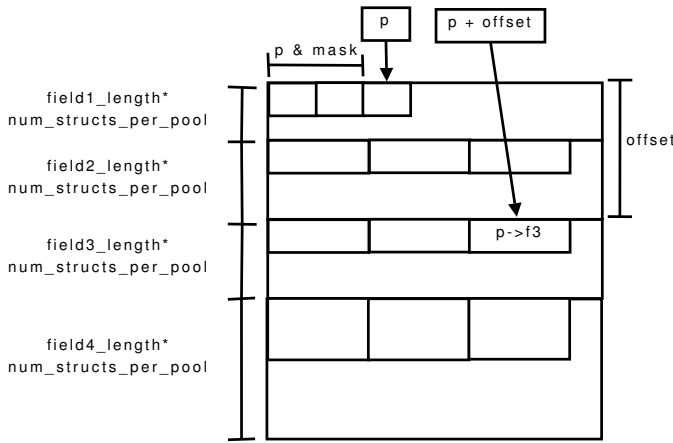 p
p + offset
p & mask
field1_length*
num_structs_per_pool
offset
field2_length*
num_structs_per_pool
p->f3
field3_length*
num_structs_per_pool
field4_length*
num_structs_per_pool